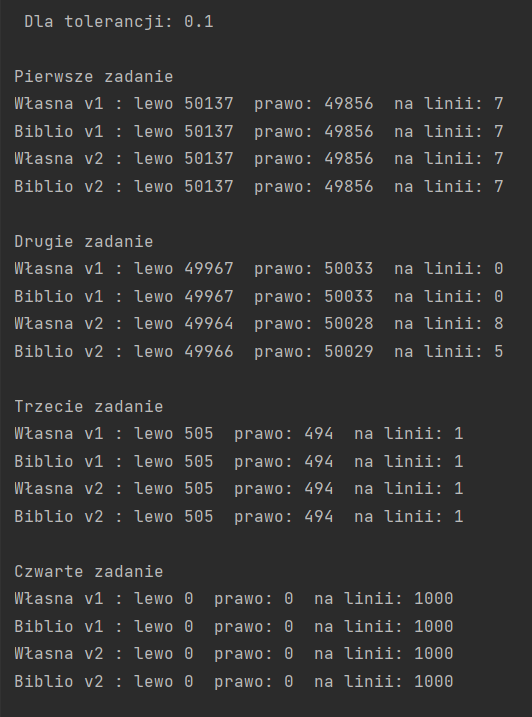 Dla tolerancji: 0.1
Pierwsze zadanie
Własna v1 : lewo 50137  prawo: 49856  na linii: 7
Biblio v1 : lewo 50137  prawo: 49856  na linii: 7
Własna v2 : lewo 50137  prawo: 49856  na linii: 7
Biblio v2 : lewo 50137  prawo: 49856  na linii: 7
Drugie zadanie
Własna v1 : lewo 49967  prawo: 50033  na linii: 0
Biblio v1 : lewo 49967  prawo: 50033  na linii: 0
Własna v2 : lewo 49964  prawo: 50028  na linii: 8
Biblio v2 : lewo 49966  prawo: 50029  na linii: 5
Trzecie zadanie
Własna v1 : lewo 505  prawo: 494  na linii: 1
Biblio v1 : lewo 505  prawo: 494  na linii: 1
Własna v2 : lewo 505  prawo: 494  na linii: 1
Biblio v2 : lewo 505  prawo: 494  na linii: 1
Czwarte zadanie
Własna v1 : lewo 0  prawo: 0  na linii: 1000
Biblio v1 : lewo 0  prawo: 0  na linii: 1000
Własna v2 : lewo 0  prawo: 0  na linii: 1000
Biblio v2 : lewo 0  prawo: 0  na linii: 1000